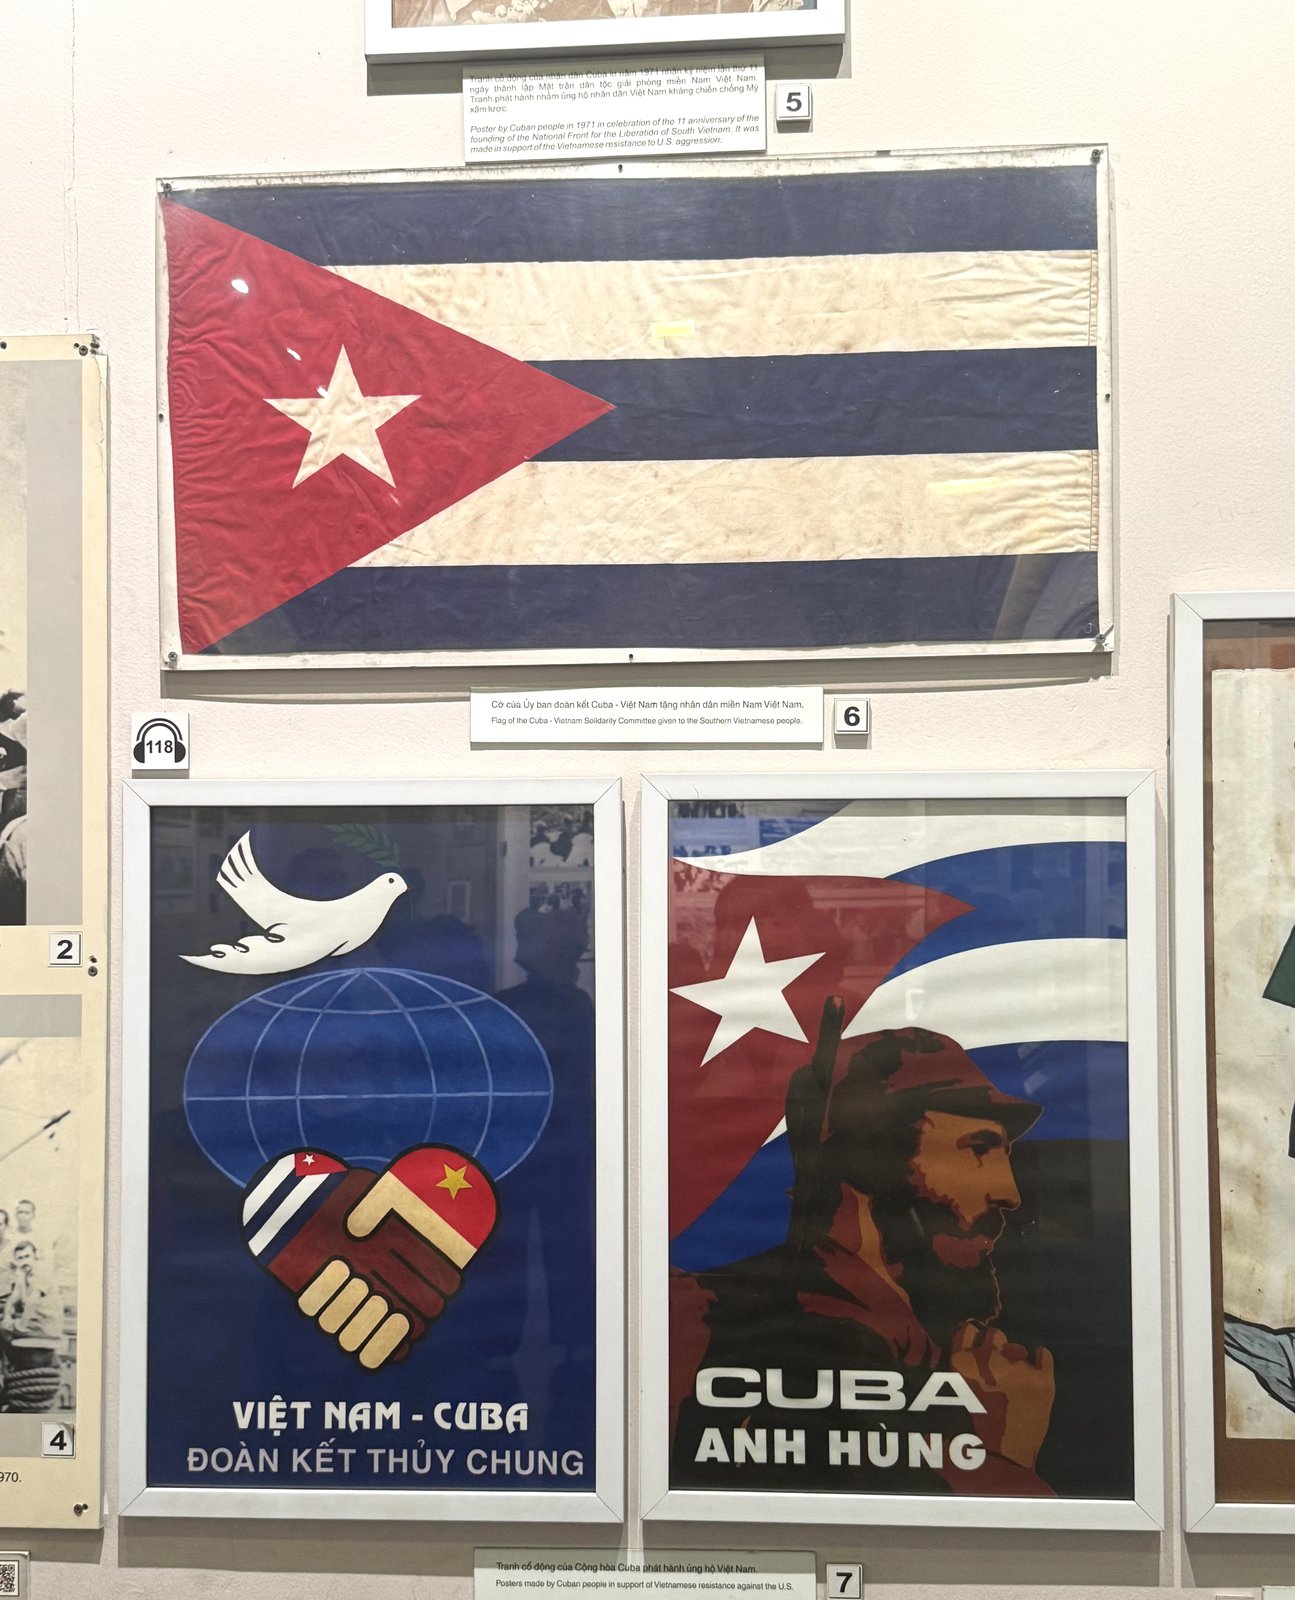 Tranh cổ động của nhân dân Cuba in năm 1971 nhân kỷ niệm lần thứ 11
ngày thành lập Mặt trận dân tộc giải phóng miền Nam Việt Nam.
Tranh phát hành nhằm ủng hộ nhân dân Việt Nam kháng chiến chống Mỹ
xâm lược.
Poster by Cuban people in 1971 in celebration of the 11 anniversary of the
founding of the National Front for the Liberation of South Vietnam. It was
made in support of the Vietnamese resistance to U.S. aggression.
5
Cờ của Ủy ban đoàn kết Cuba - Việt Nam tặng nhân dân miền Nam Việt Nam.
Flag of the Cuba - Vietnam Solidarity Committee given to the Southern Vietnamese people.
6
118
2
VIỆT NAM - CUBA
ĐOÀN KẾT THỦY CHUNG
CUBA
ANH HÙNG
4
970.
Tranh cổ động của Cộng hòa Cuba phát hành ủng hộ Việt Nam.
Posters made by Cuban people in support of Vietnamese resistance against the U.S.
7